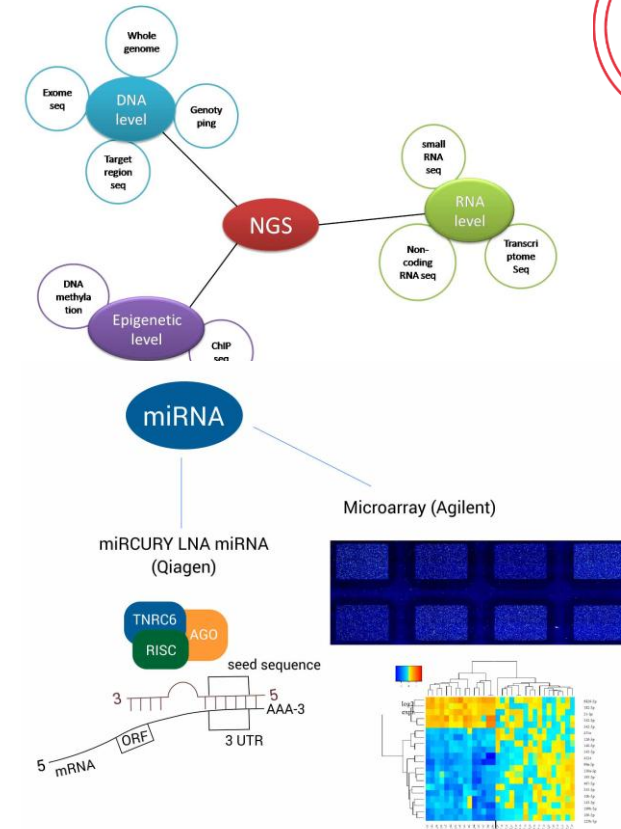 Whole
genome
Exome
seq
DNA
level
Genoty
ping
Target
region
seq
small
RNA
seq
RNA
level
NGS
Non-
coding
RNA seq
Transcri
ptome
Seq
DNA
methyla
tion
Epigenetic
level
ChIP
seq
miRNA
Microarray (Agilent)
miRCURY LNA miRNA
(Qiagen)
TNRC6
AGO
RISC
seed sequence
3
5
AAA-3
ORF
3 UTR
5
mRNA